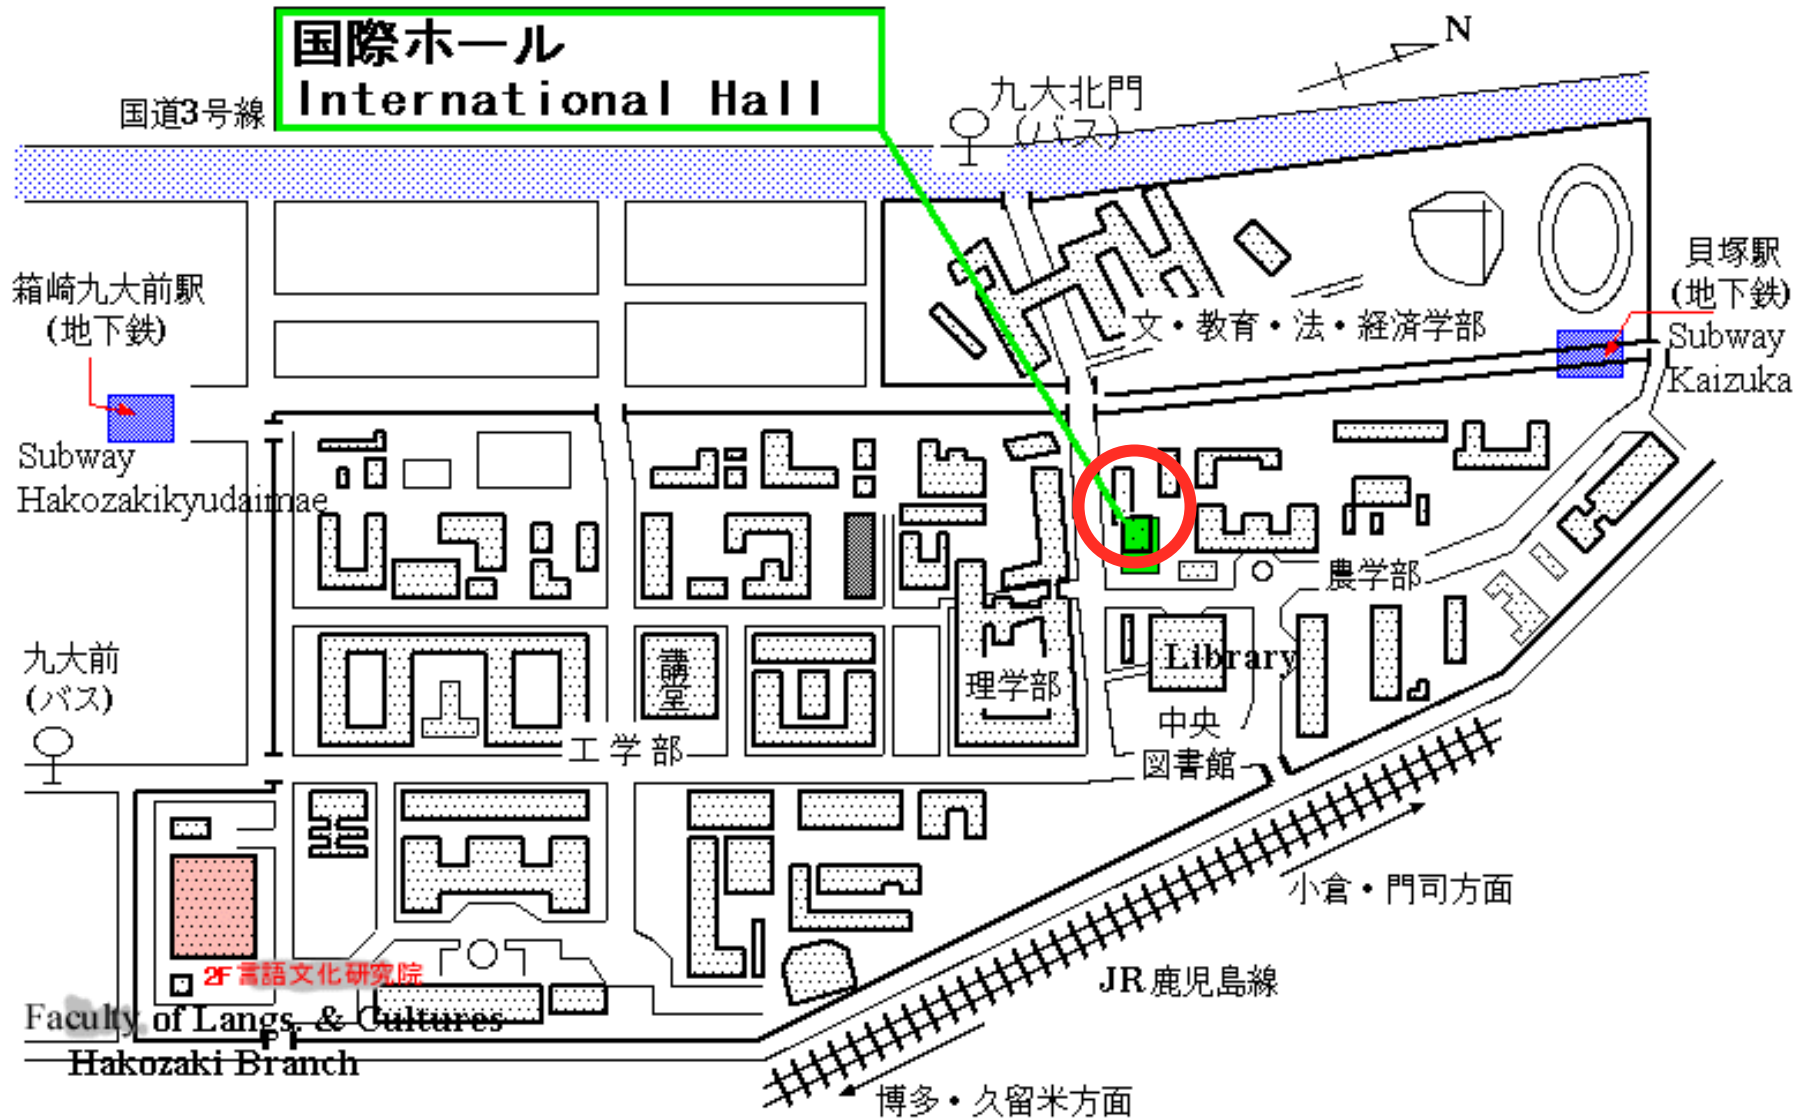 国際ホール
International Hall
国道3号線
九大北門
(バス)
N
箱崎九大前駅
(地下鉄)
Subway
Hakozakikyudaimae
貝塚駅
(地下鉄)
Subway
Kaizuka
文・教育・法・経済学部
農学部
九大前
(バス)
講堂
理学部
Library
中央
図書館
工学部
小倉・門司方面
JR鹿児島線
2F言語文化研究院
Faculty of Langs. & Cultures
Hakozaki Branch
博多・久留米方面